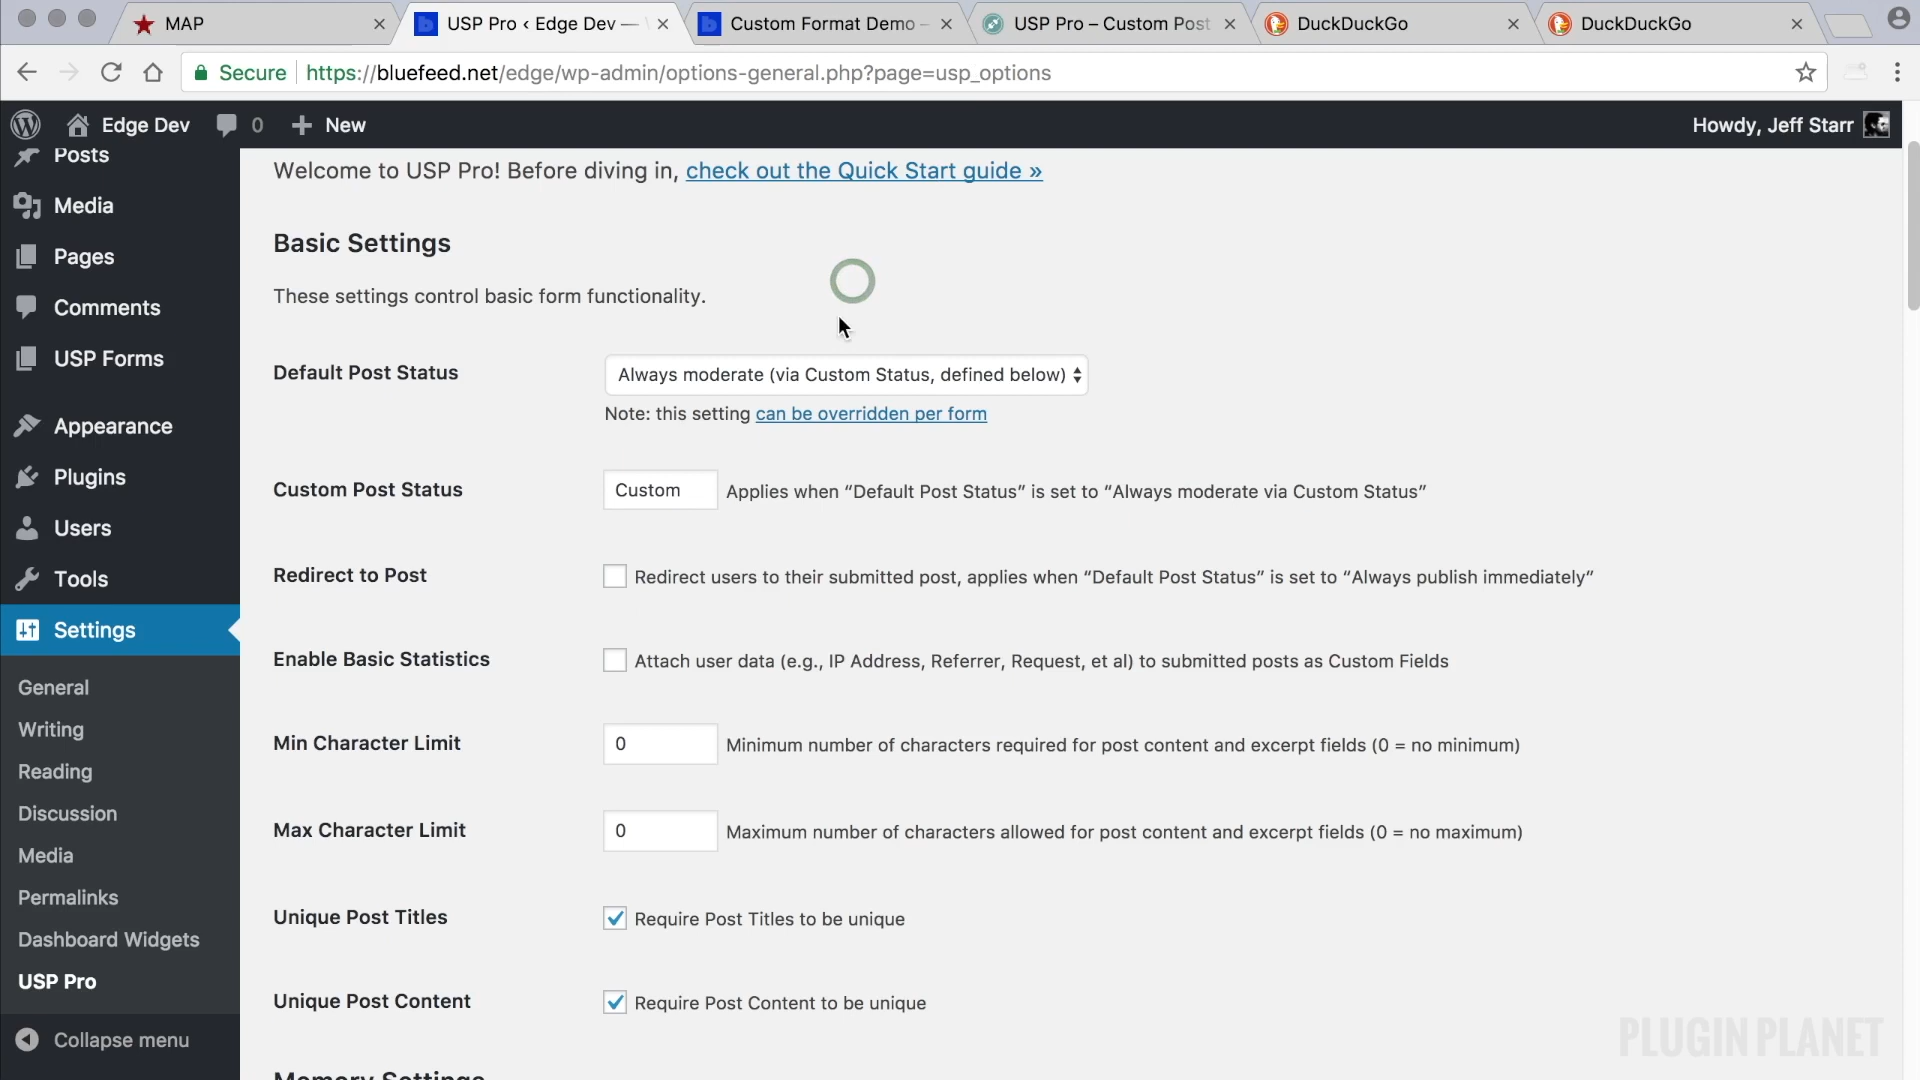 MAP
USP Pro ‹ Edge Dev —
Custom Format Demo –
USP Pro – Custom Post
DuckDuckGo
DuckDuckGo
Secure
https://bluefeed.net/edge/wp-admin/options-general.php?page=usp_options
Edge Dev
0
New
Howdy, Jeff Starr
Posts
Media
Pages
Comments
USP Forms
Appearance
Plugins
Users
Tools
Settings
General
Writing
Reading
Discussion
Media
Permalinks
Dashboard Widgets
USP Pro
Collapse menu
Welcome to USP Pro! Before diving in, check out the Quick Start guide »
Basic Settings
These settings control basic form functionality.
Default Post Status
Always moderate (via Custom Status, defined below)
Note: this setting can be overridden per form
Custom Post Status
Custom
Applies when “Default Post Status” is set to “Always moderate via Custom Status”
Redirect to Post
Redirect users to their submitted post, applies when “Default Post Status” is set to “Always publish immediately”
Enable Basic Statistics
Attach user data (e.g., IP Address, Referrer, Request, et al) to submitted posts as Custom Fields
Min Character Limit
0
Minimum number of characters required for post content and excerpt fields (0 = no minimum)
Max Character Limit
0
Maximum number of characters allowed for post content and excerpt fields (0 = no maximum)
Unique Post Titles
Require Post Titles to be unique
Unique Post Content
Require Post Content to be unique
Memory Settings
PLUGIN PLANET